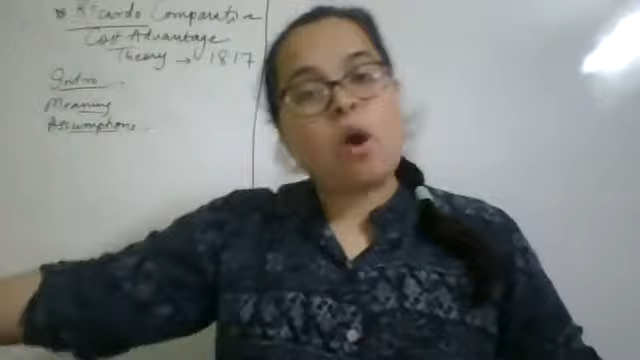 * Ricardo Comparative
Cost Advantage
Theory → 1817
Intro
Meaning
Assumptions